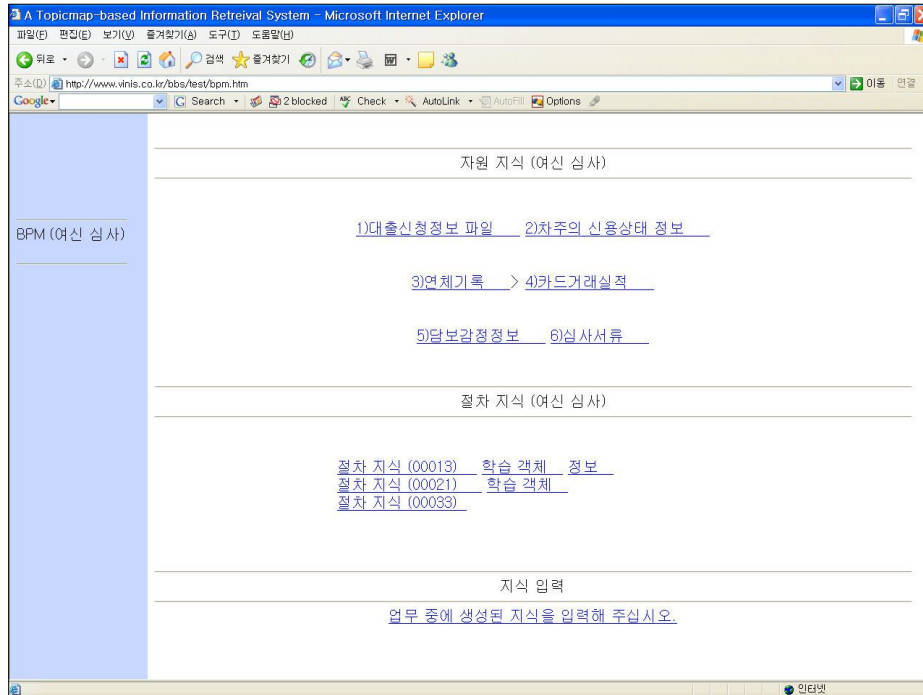 A Topicmap-based Information Retreival System - Microsoft Internet Explorer
파일(F) 편집(E) 보기(V) 즐겨찾기(A) 도구(T) 도움말(H)
뒤로 검색 즐겨찾기
주소(D) http://www.vinis.co.kr/bbs/test/bpm.htm 이동 연결
Google Search 2 blocked Check AutoLink AutoFill Options
자원 지식 (여신 심사)
BPM (여신 심사)
1)대출신청정보 파일 2)차주의 신용상태 정보
3)연체기록 > 4)카드거래실적
5)담보감정정보 6)심사서류
절차 지식 (여신 심사)
절차 지식 (00013) 학습 객체 정보
절차 지식 (00021) 학습 객체
절차 지식 (00033)
지식 입력
업무 중에 생성된 지식을 입력해 주십시오.
인터넷